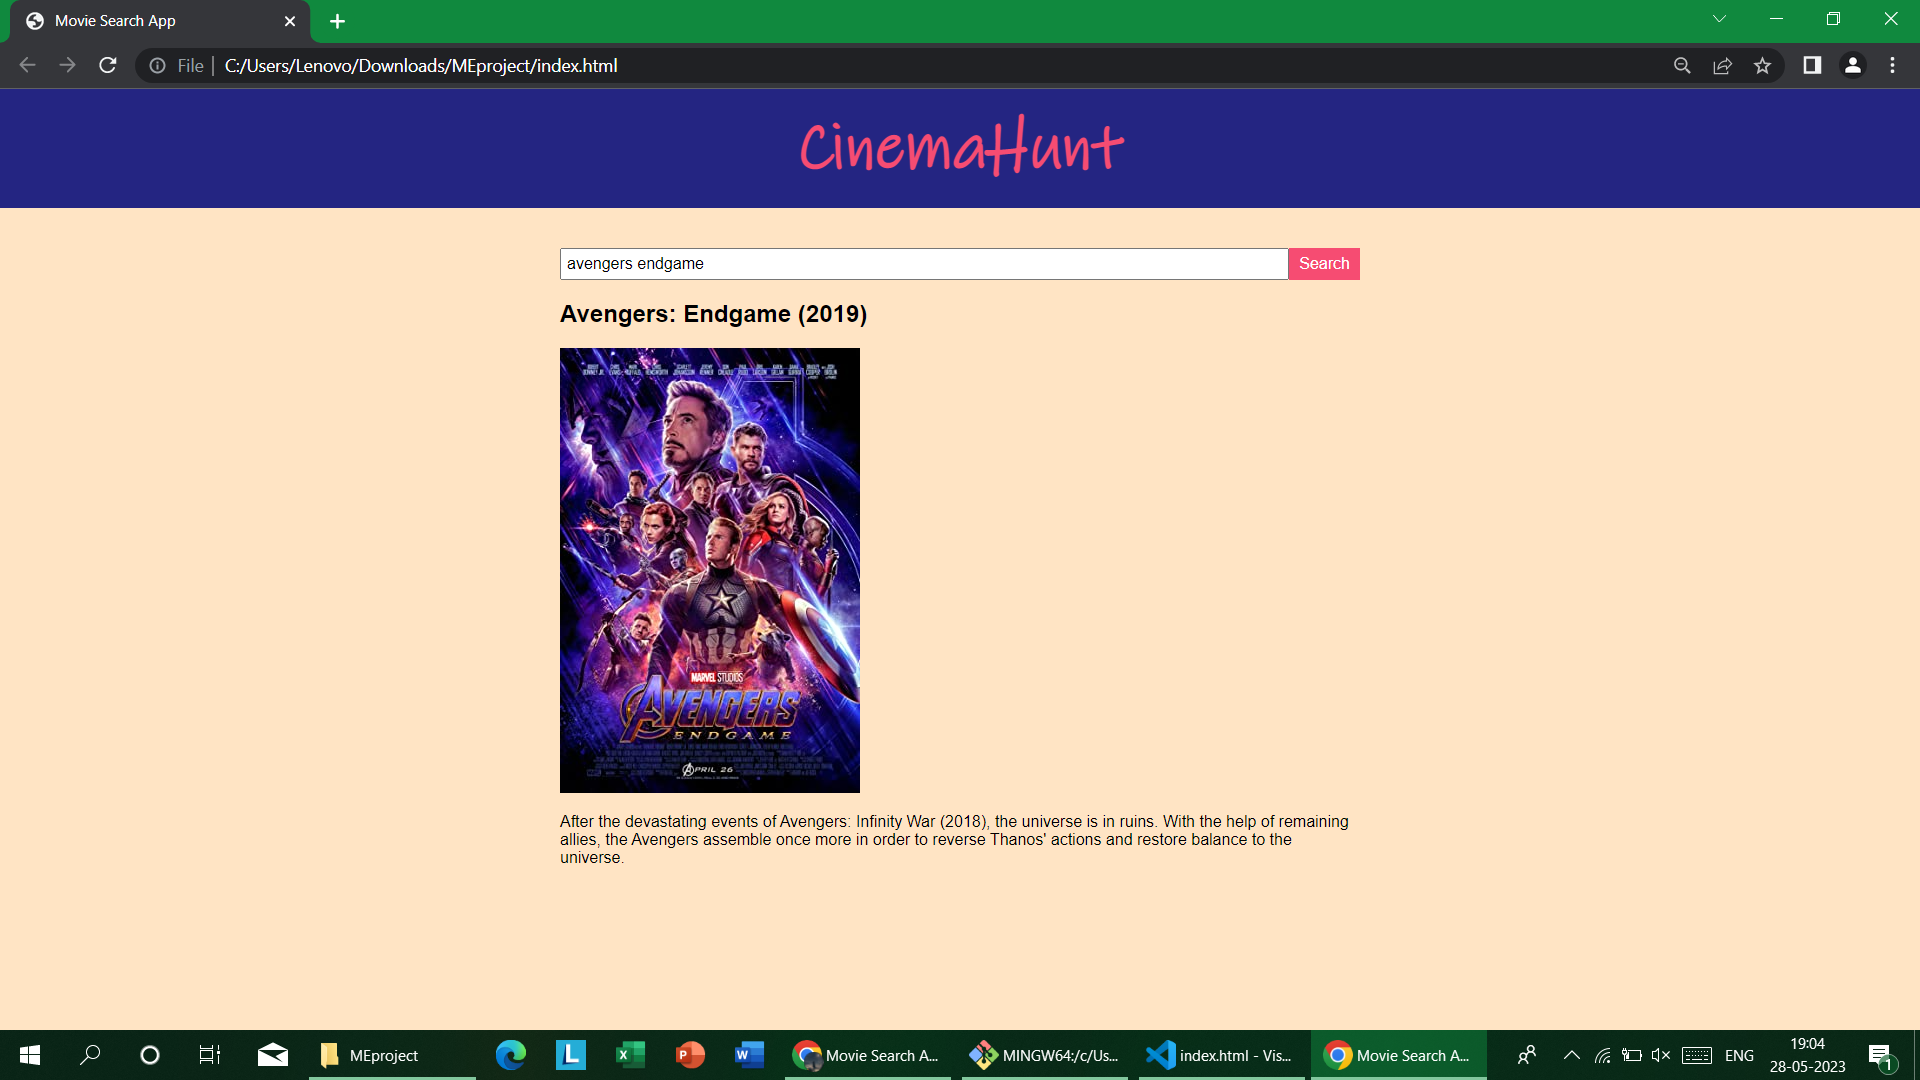 Movie Search App
File
C:/Users/Lenovo/Downloads/MEproject/index.html
CinemaHunt
avengers endgame
Search
Avengers: Endgame (2019)
MARVEL STUDIOS
AVENGERS
ENDGAME
APRIL 26
After the devastating events of Avengers: Infinity War (2018), the universe is in ruins. With the help of remaining
allies, the Avengers assemble once more in order to reverse Thanos' actions and restore balance to the
universe.
MEproject
L
X
P
W
Movie Search A...
MINGW64:/c/Us...
index.html - Vis...
Movie Search A...
ENG
19:04
28-05-2023
1